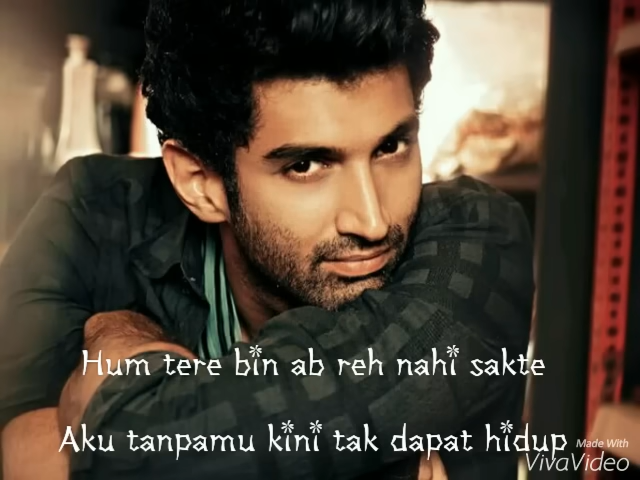 Hum tere bin ab reh nahi sakte
Aku tanpamu kini tak dapat hidup
Made With
VivaVideo